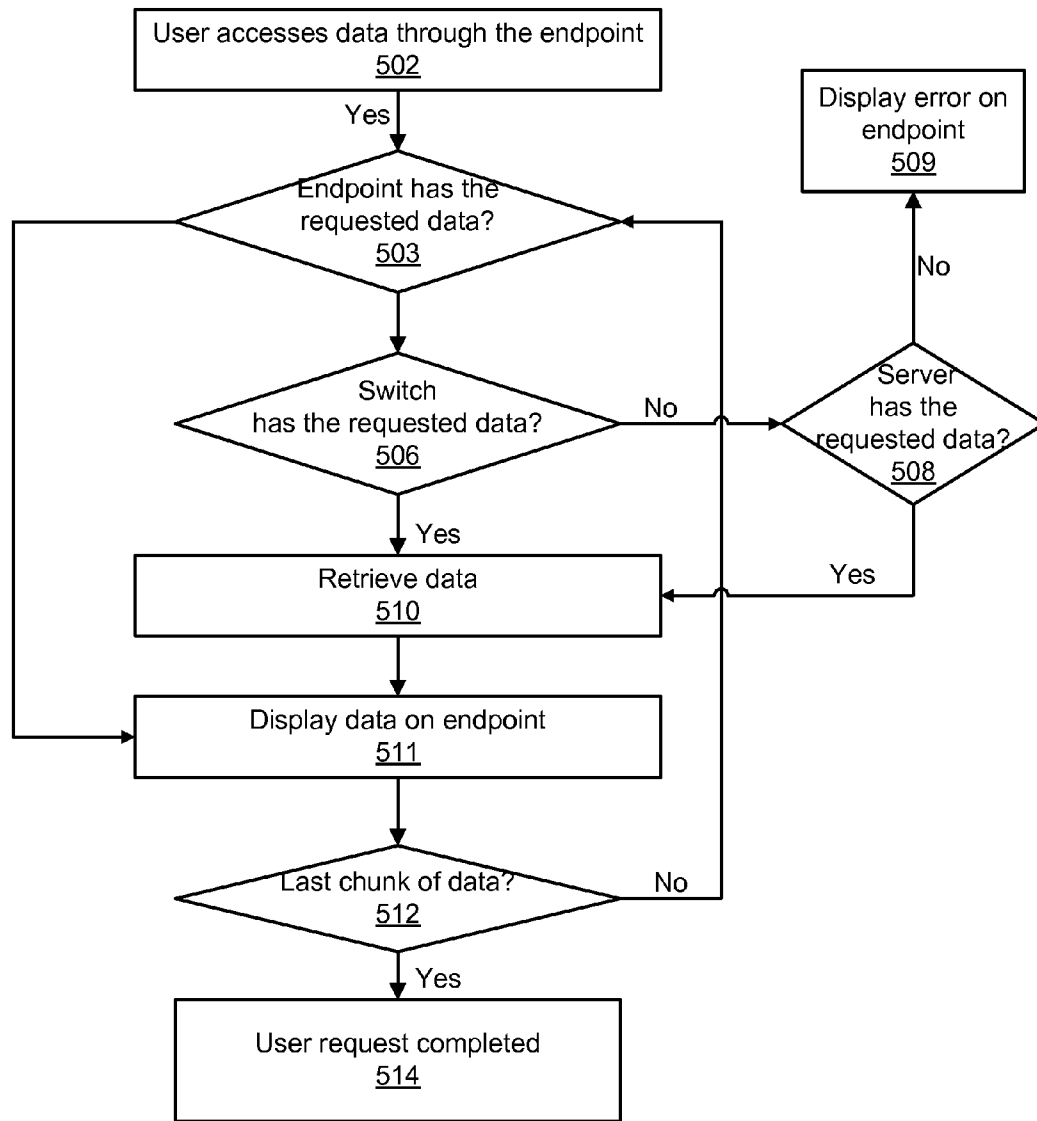 User accesses data through the endpoint
502
Yes
Display error on
endpoint
509
Endpoint has the
requested data?
503
No
Switch
has the requested data?
506
No
Server
has the
requested data?
508
Yes
Yes
Retrieve data
510
Display data on endpoint
511
Last chunk of data?
512
No
Yes
User request completed
514